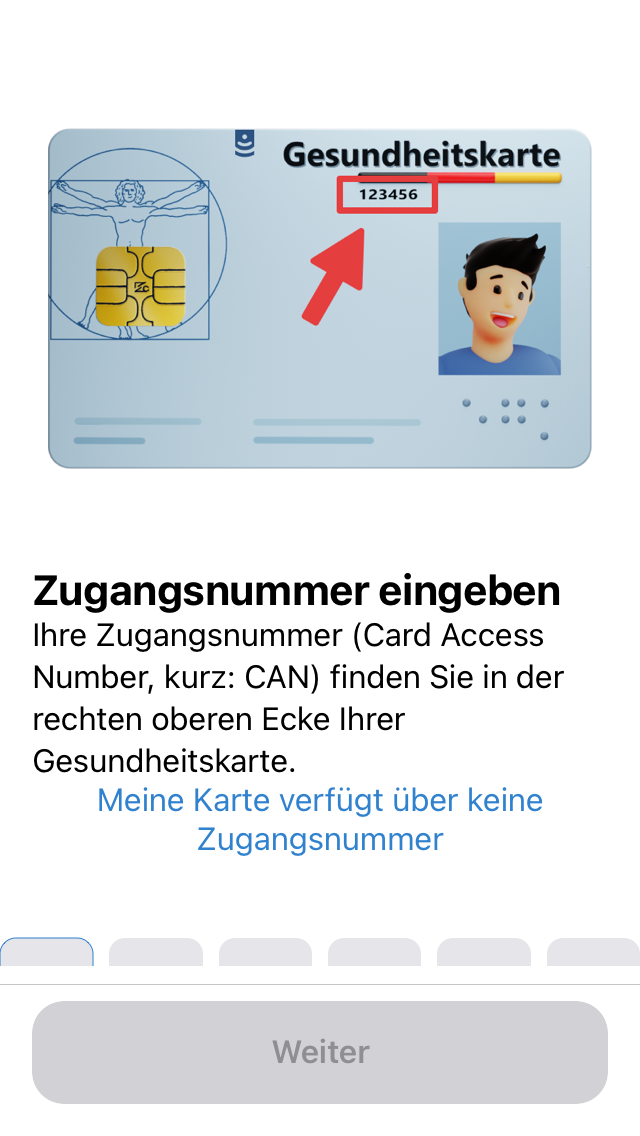 Gesundheitskarte
123456
Zugangsnummer eingeben
Ihre Zugangsnummer (Card Access
Number, kurz: CAN) finden Sie in der
rechten oberen Ecke Ihrer
Gesundheitskarte.
Meine Karte verfügt über keine
Zugangsnummer
Weiter